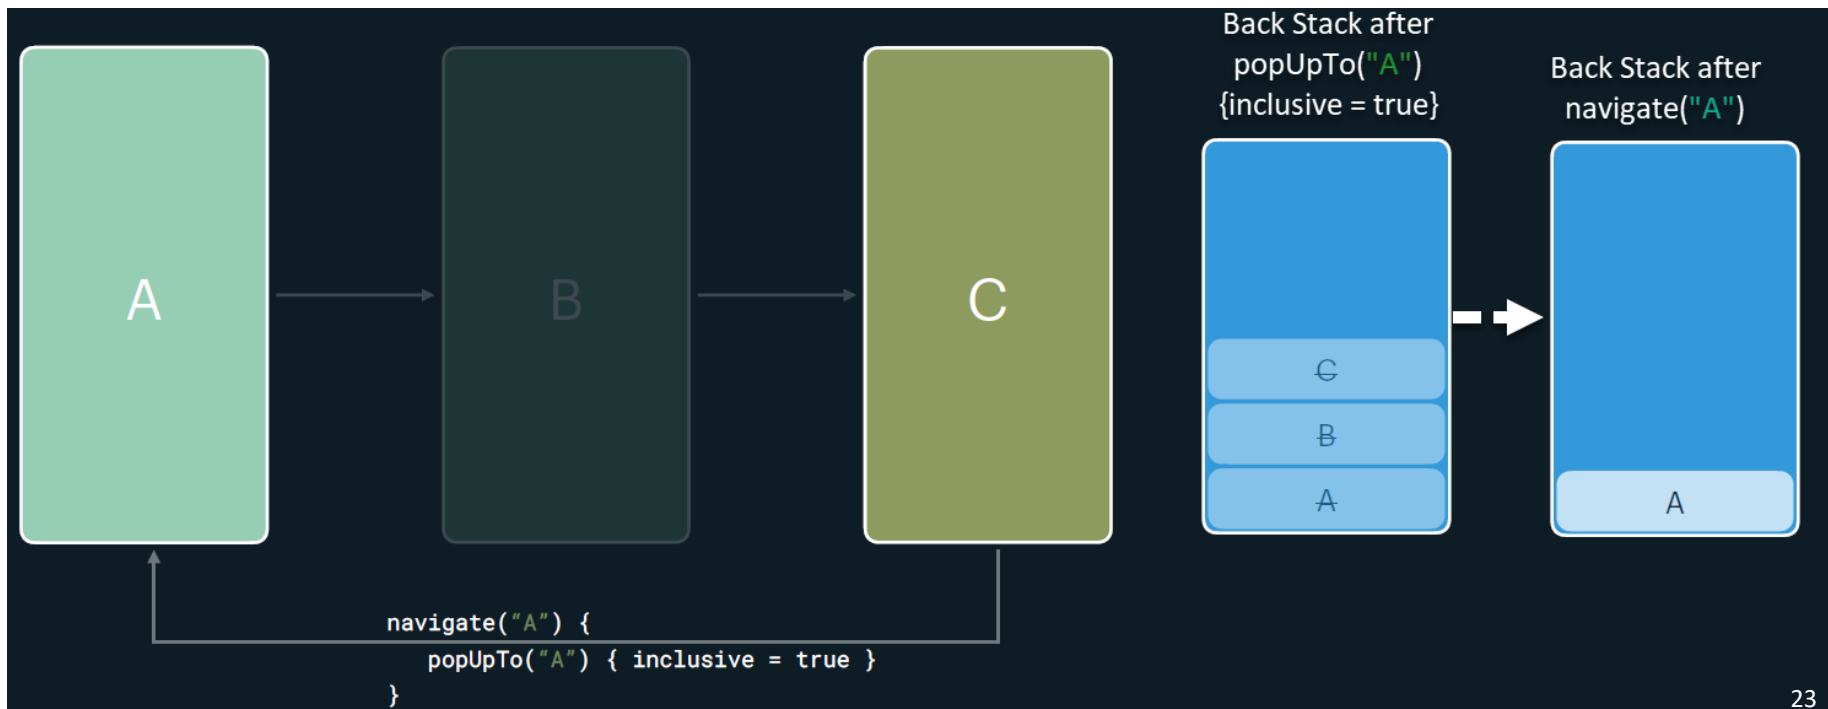 A
B
C
navigate("A") {
popUpTo("A") { inclusive = true }
}
Back Stack after
popUpTo("A")
{inclusive = true}
C
B
A
Back Stack after
navigate("A")
A
23